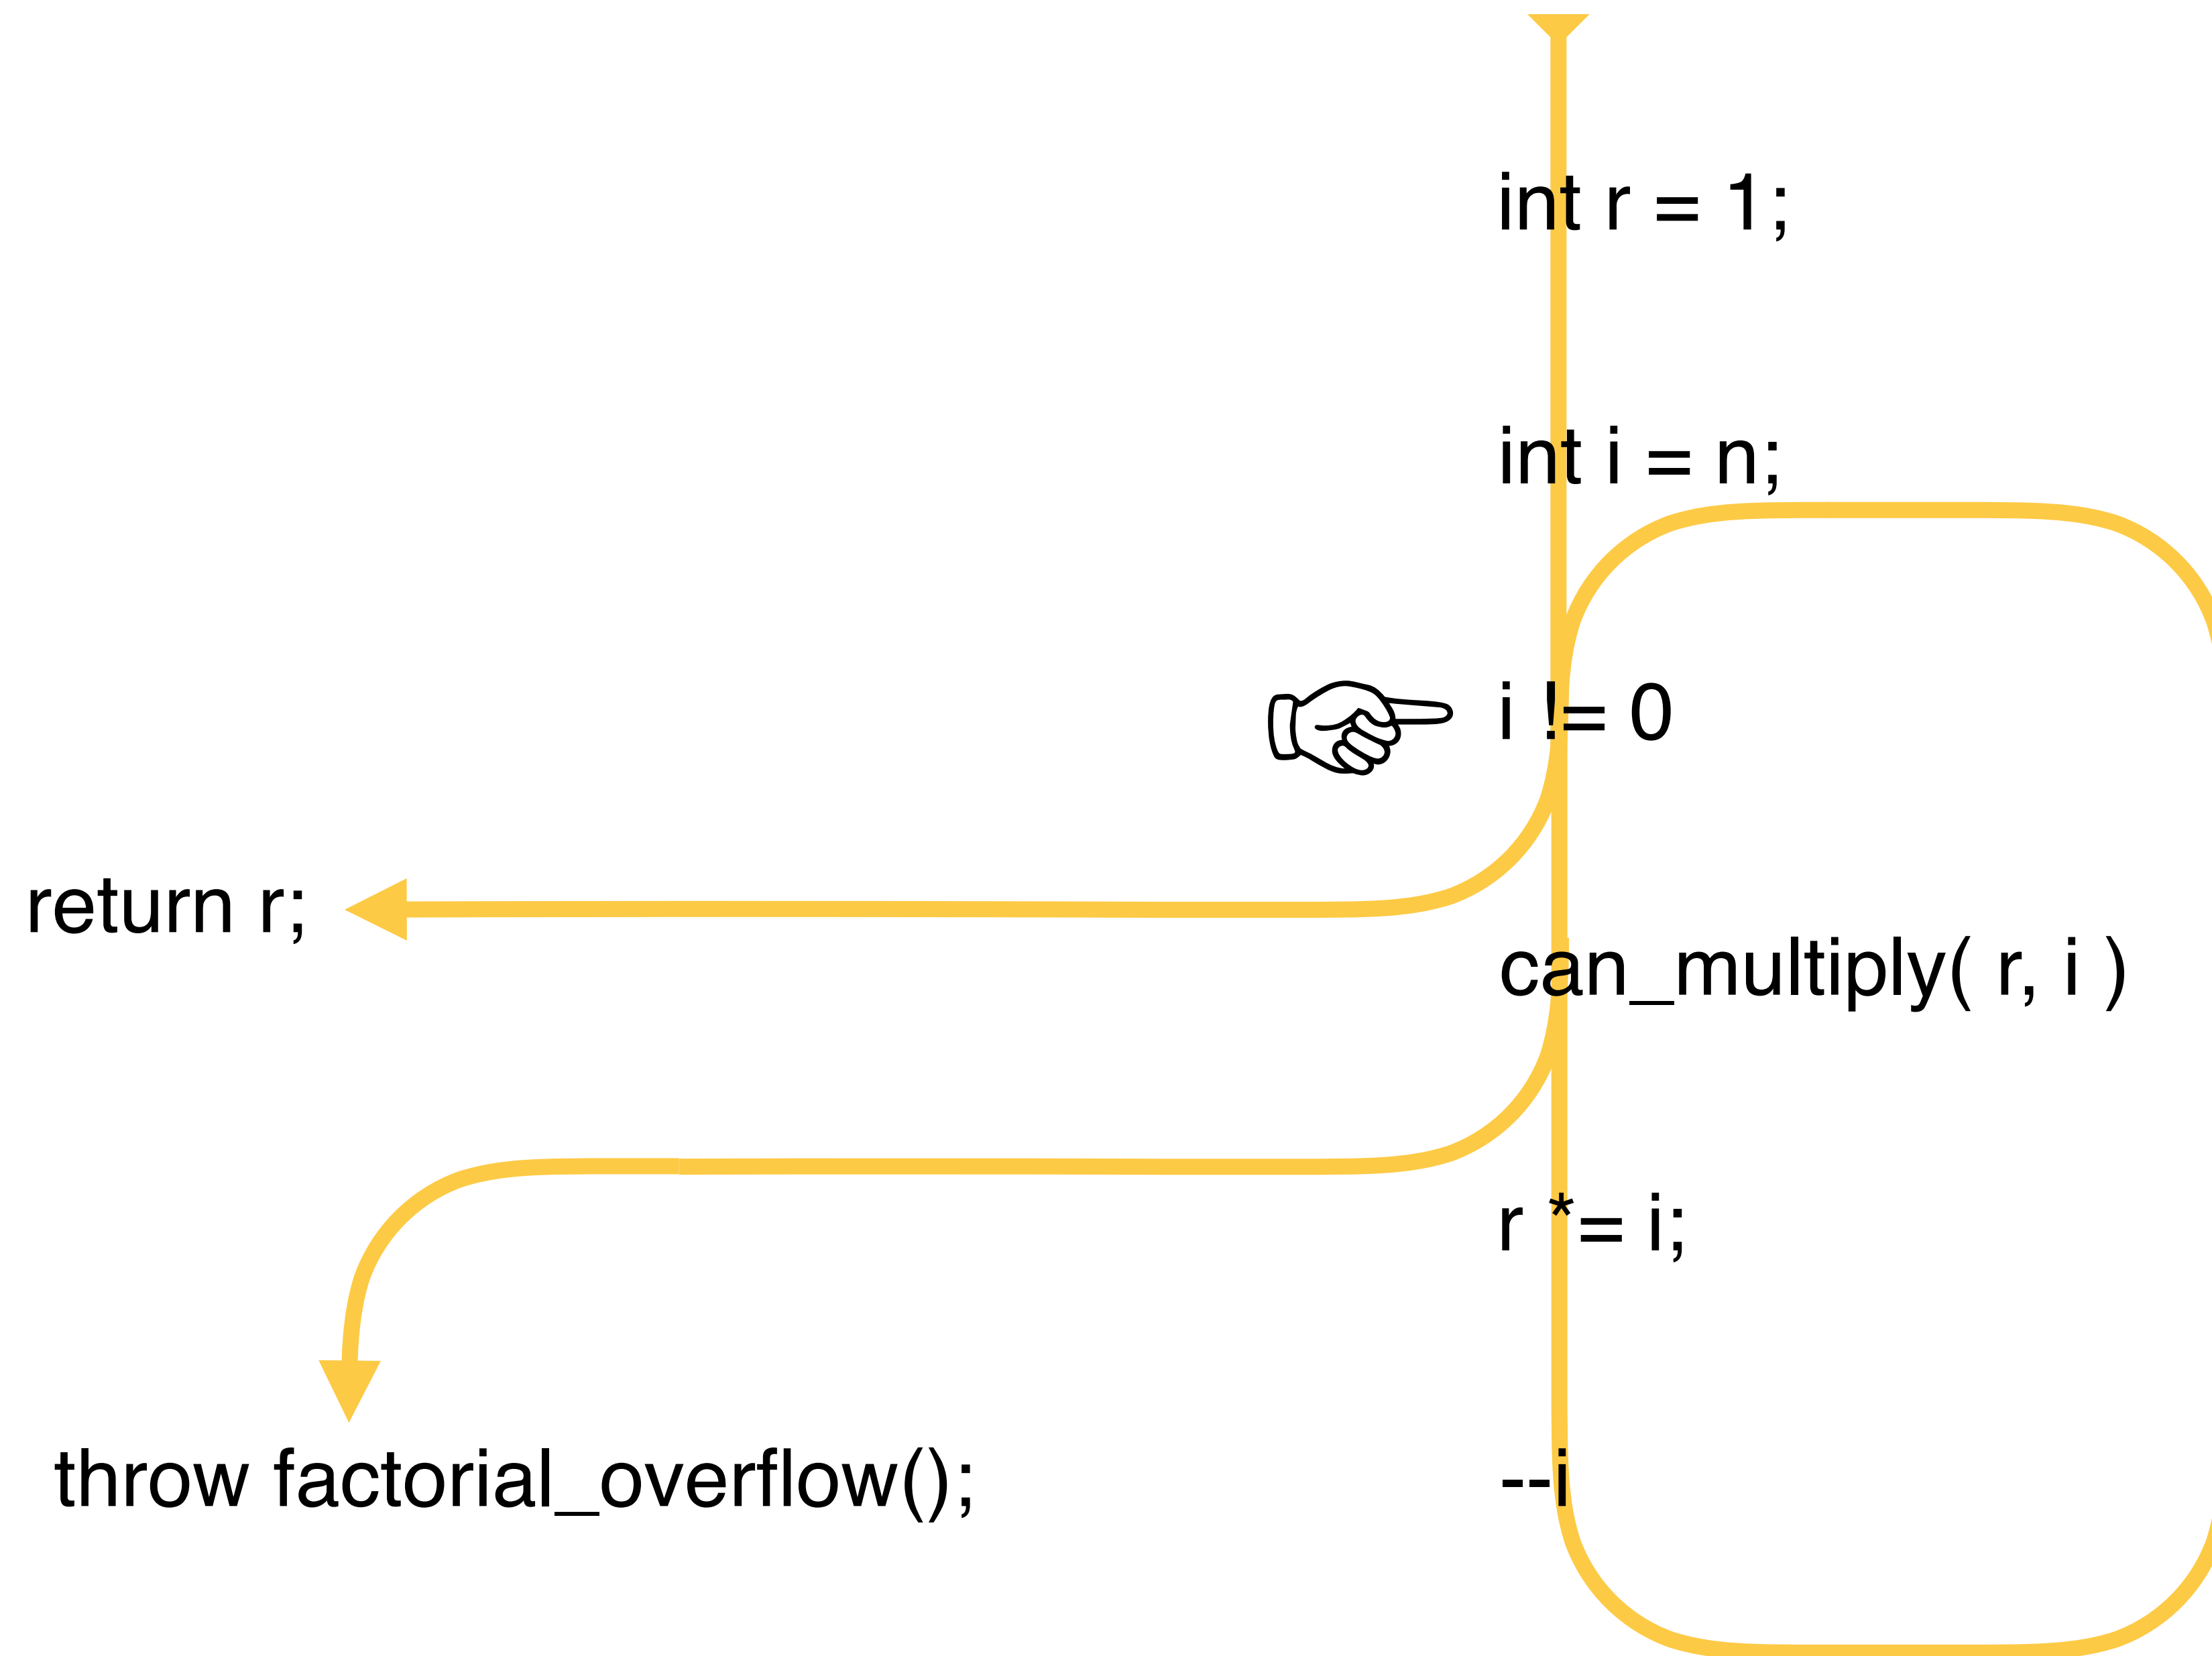 int r = 1;
int i = n;
i != 0
return r;
can_multiply( r, i )
r *= i;
throw factorial_overflow();
--i